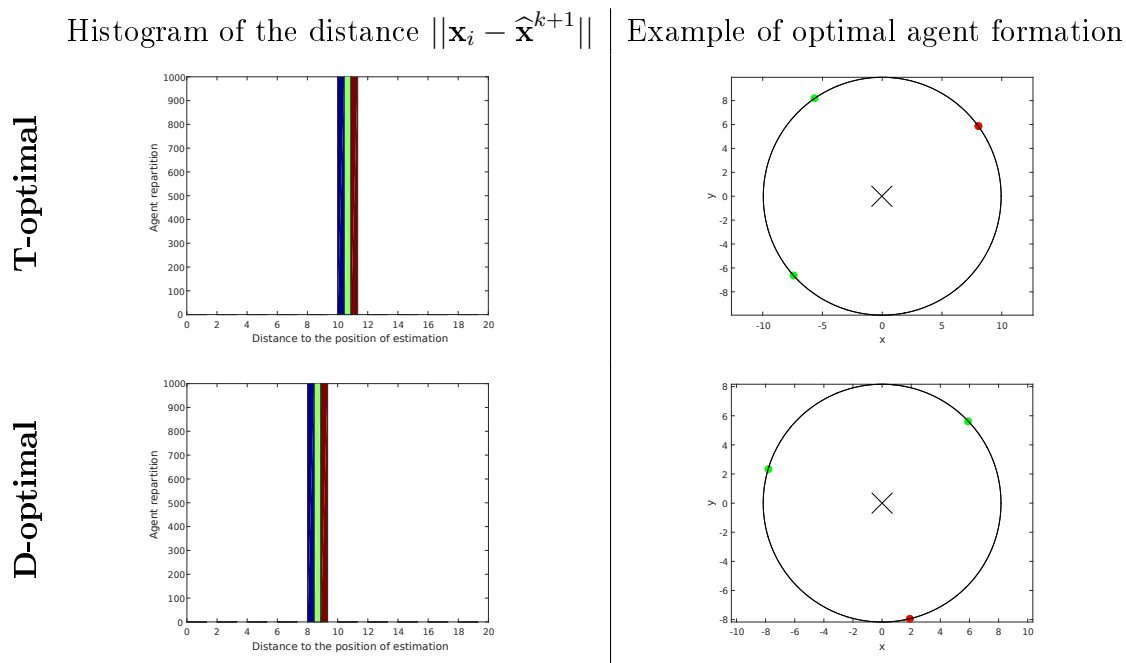 Histogram of the distance ||x_i − x̂^{k+1}||
Example of optimal agent formation
T-optimal
1000
900
800
700
600
500
400
300
200
100
0
Agent repartition
0 2 4 6 8 10 12 14 16 18 20
Distance to the position of estimation
8
6
4
2
0
-2
-4
-6
-8
y
-10 -5 0 5 10
x
D-optimal
1000
900
800
700
600
500
400
300
200
100
0
Agent repartition
0 2 4 6 8 10 12 14 16 18 20
Distance to the position of estimation
8
6
4
2
0
-2
-4
-6
-8
y
-10 -8 -6 -4 -2 0 2 4 6 8 10
x